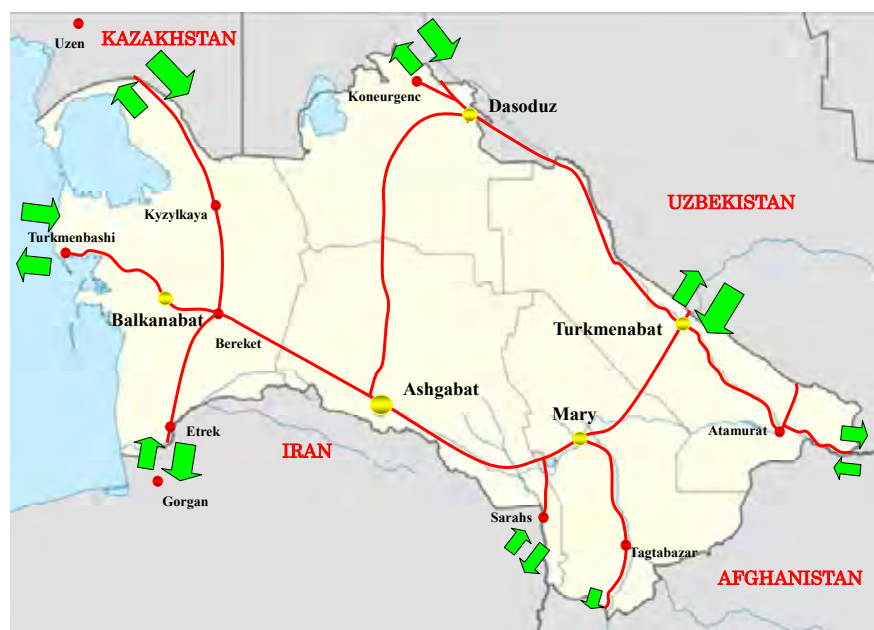 KAZAKHSTAN
Uzen
Koneurgenc
Dasoduz
Kyzylkaya
UZBEKISTAN
Turkmenbashi
Balkanabat
Bereket
Turkmenabat
Ashgabat
Mary
Etrek
IRAN
Atamurat
Gorgan
Sarahs
Tagtabazar
AFGHANISTAN